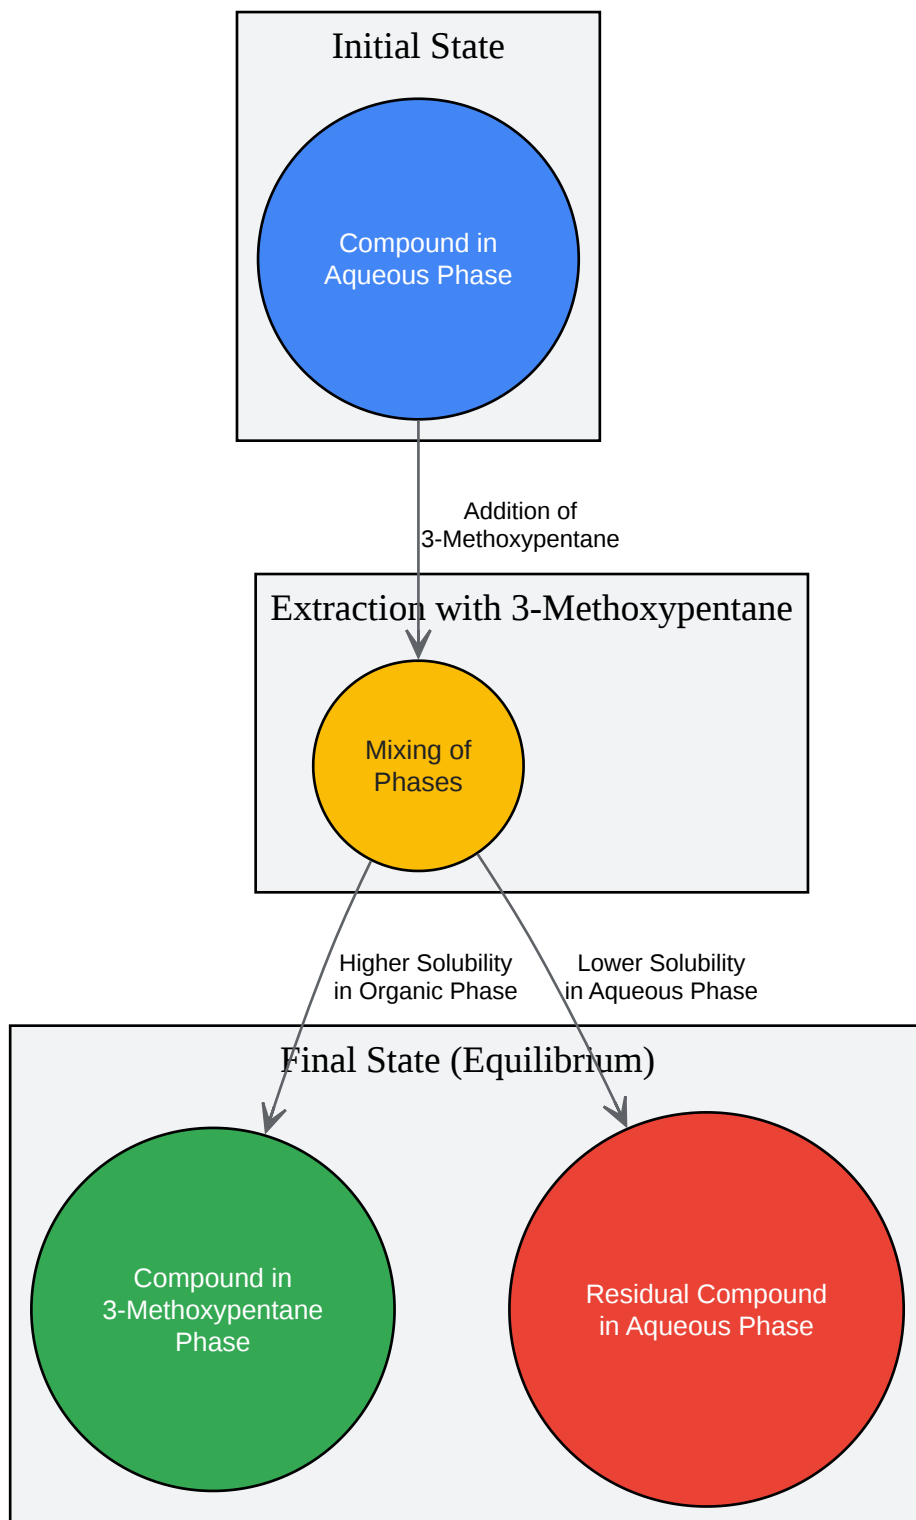 Initial State
Compound in
Aqueous Phase
Addition of
3-Methoxypentane
Extraction with 3-Methoxypentane
Mixing of
Phases
Higher Solubility
in Organic Phase
Lower Solubility
in Aqueous Phase
Final State (Equilibrium)
Compound in
3-Methoxypentane
Phase
Residual Compound
in Aqueous Phase